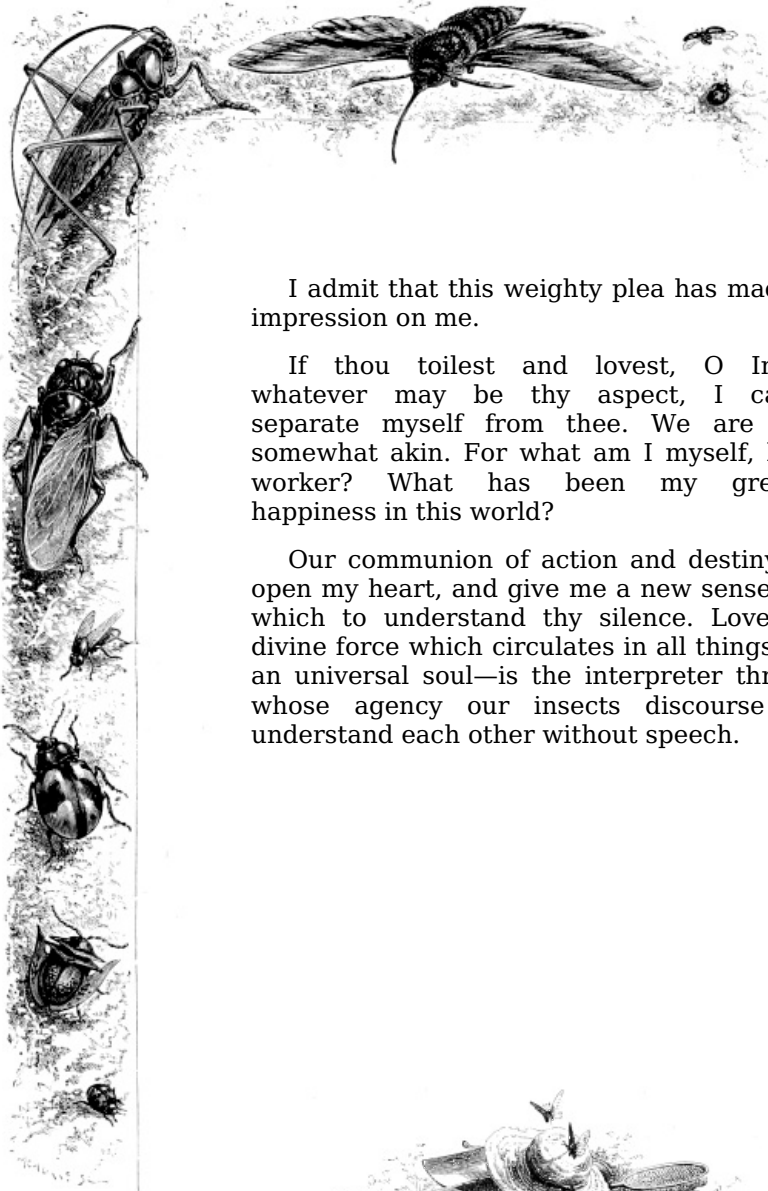 I admit that this weighty plea has
impression on me.
If thou toilest and lovest, O
whatever may be thy aspect, I
separate myself from thee. We are
somewhat akin. For what am I myself,
worker? What has been my
happiness in this world?
Our communion of action and destiny
open my heart, and give me a new sense
which to understand thy silence. Love
divine force which circulates in all things
an universal soul—is the interpreter
whose agency our insects discourse
understand each other without speech.